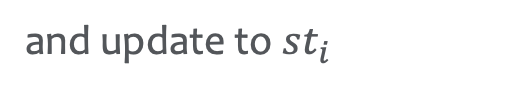 and update to stᵢ